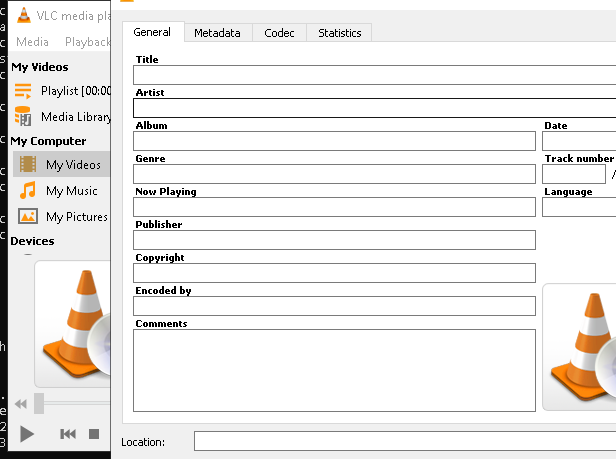 VLC media pla
Media Playback
My Videos
Playlist [00:00
Media Library
My Computer
My Videos
My Music
My Pictures
Devices
General Metadata Codec Statistics
Title
Artist
Album Date
Genre Track number
/
Now Playing Language
Publisher
Copyright
Encoded by
Comments
Location: